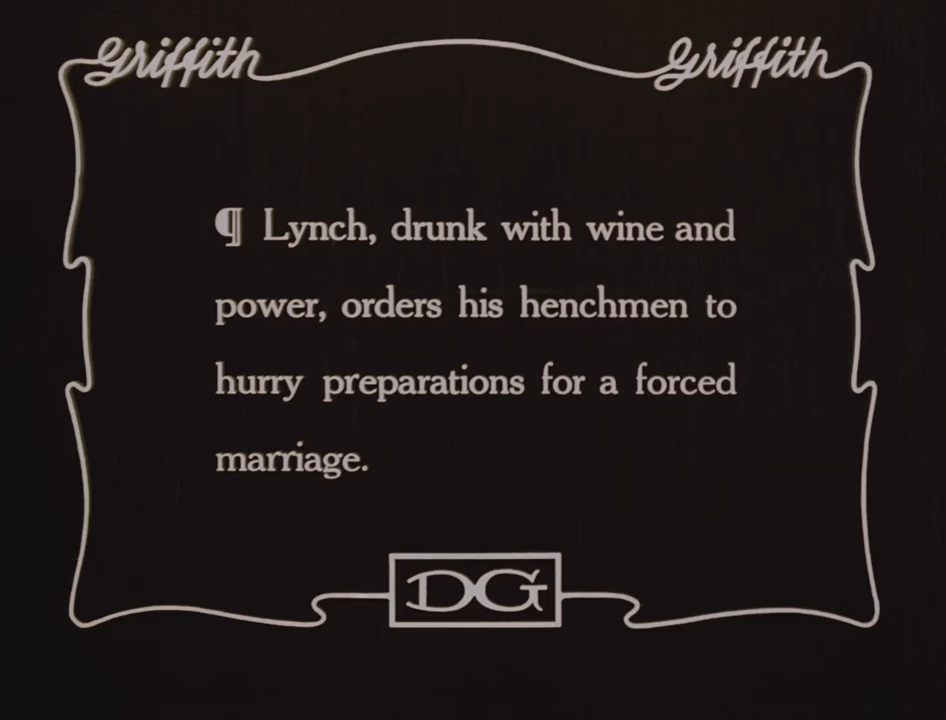 Griffith Griffith
¶ Lynch, drunk with wine and
power, orders his henchmen to
hurry preparations for a forced
marriage.
DG